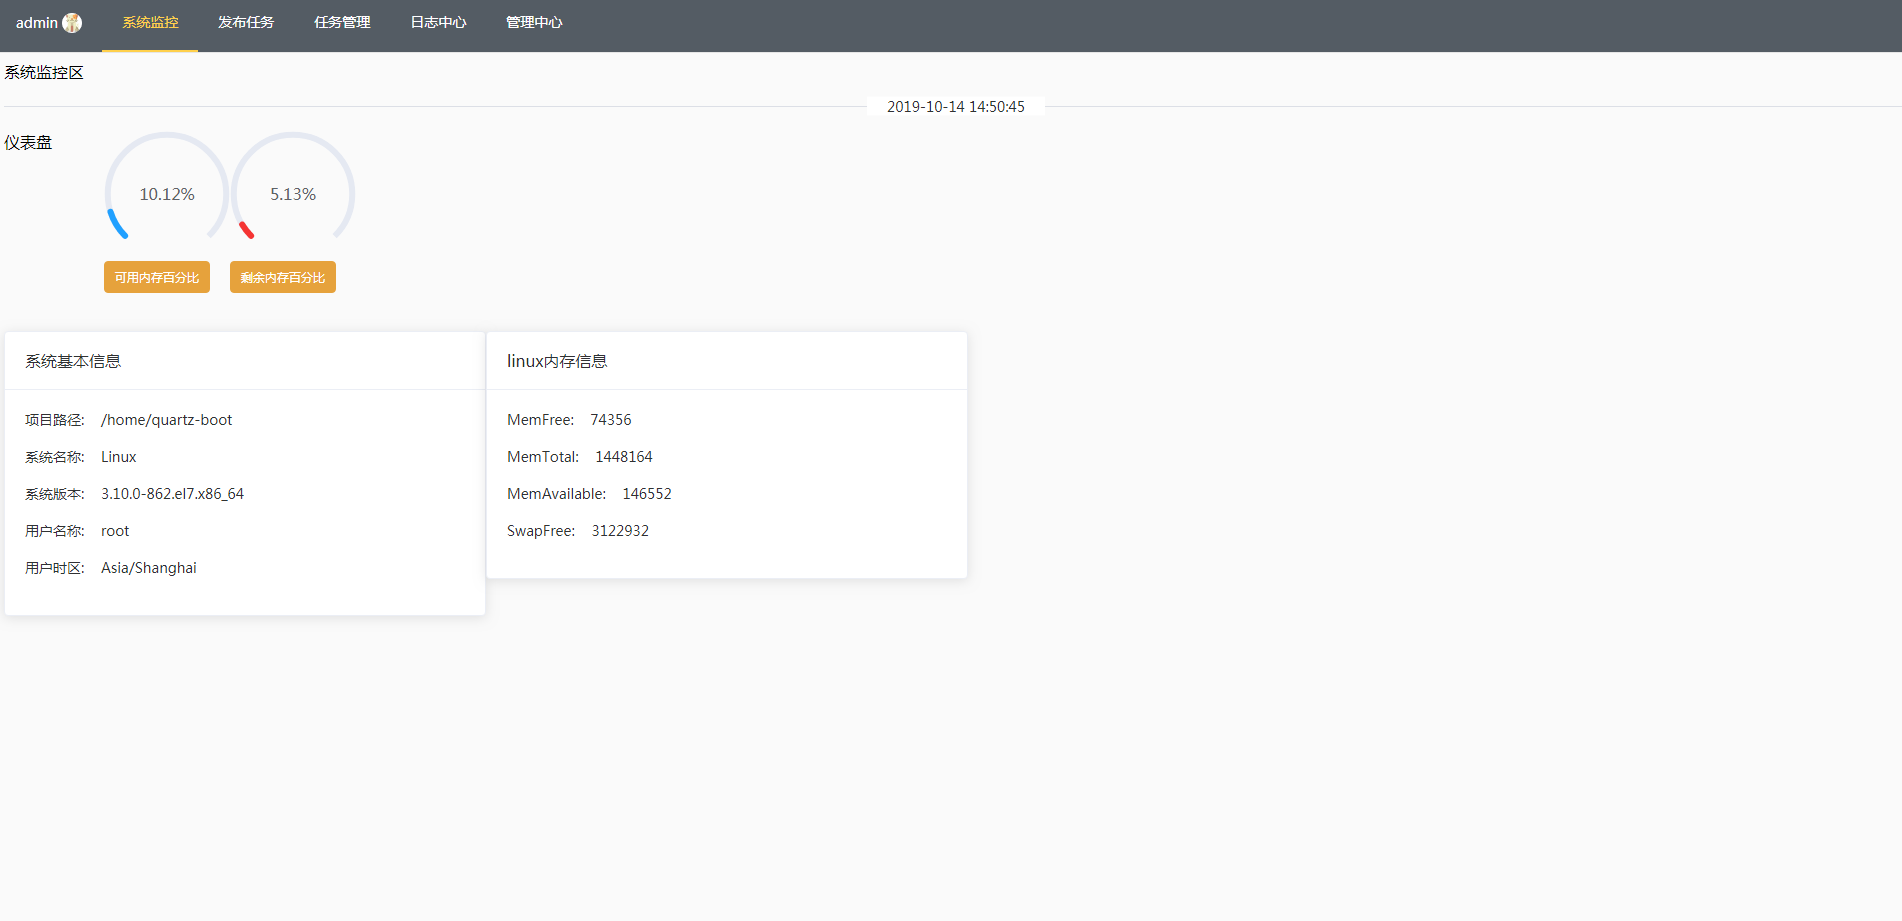 admin 系统监控 发布任务 任务管理 日志中心 管理中心
系统监控区
2019-10-14 14:50:45
仪表盘
10.12% 5.13%
可用内存百分比 剩余内存百分比
系统基本信息
项目路径: /home/quartz-boot
系统名称: Linux
系统版本: 3.10.0-862.el7.x86_64
用户名称: root
用户时区: Asia/Shanghai
linux内存信息
MemFree: 74356
MemTotal: 1448164
MemAvailable: 146552
SwapFree: 3122932